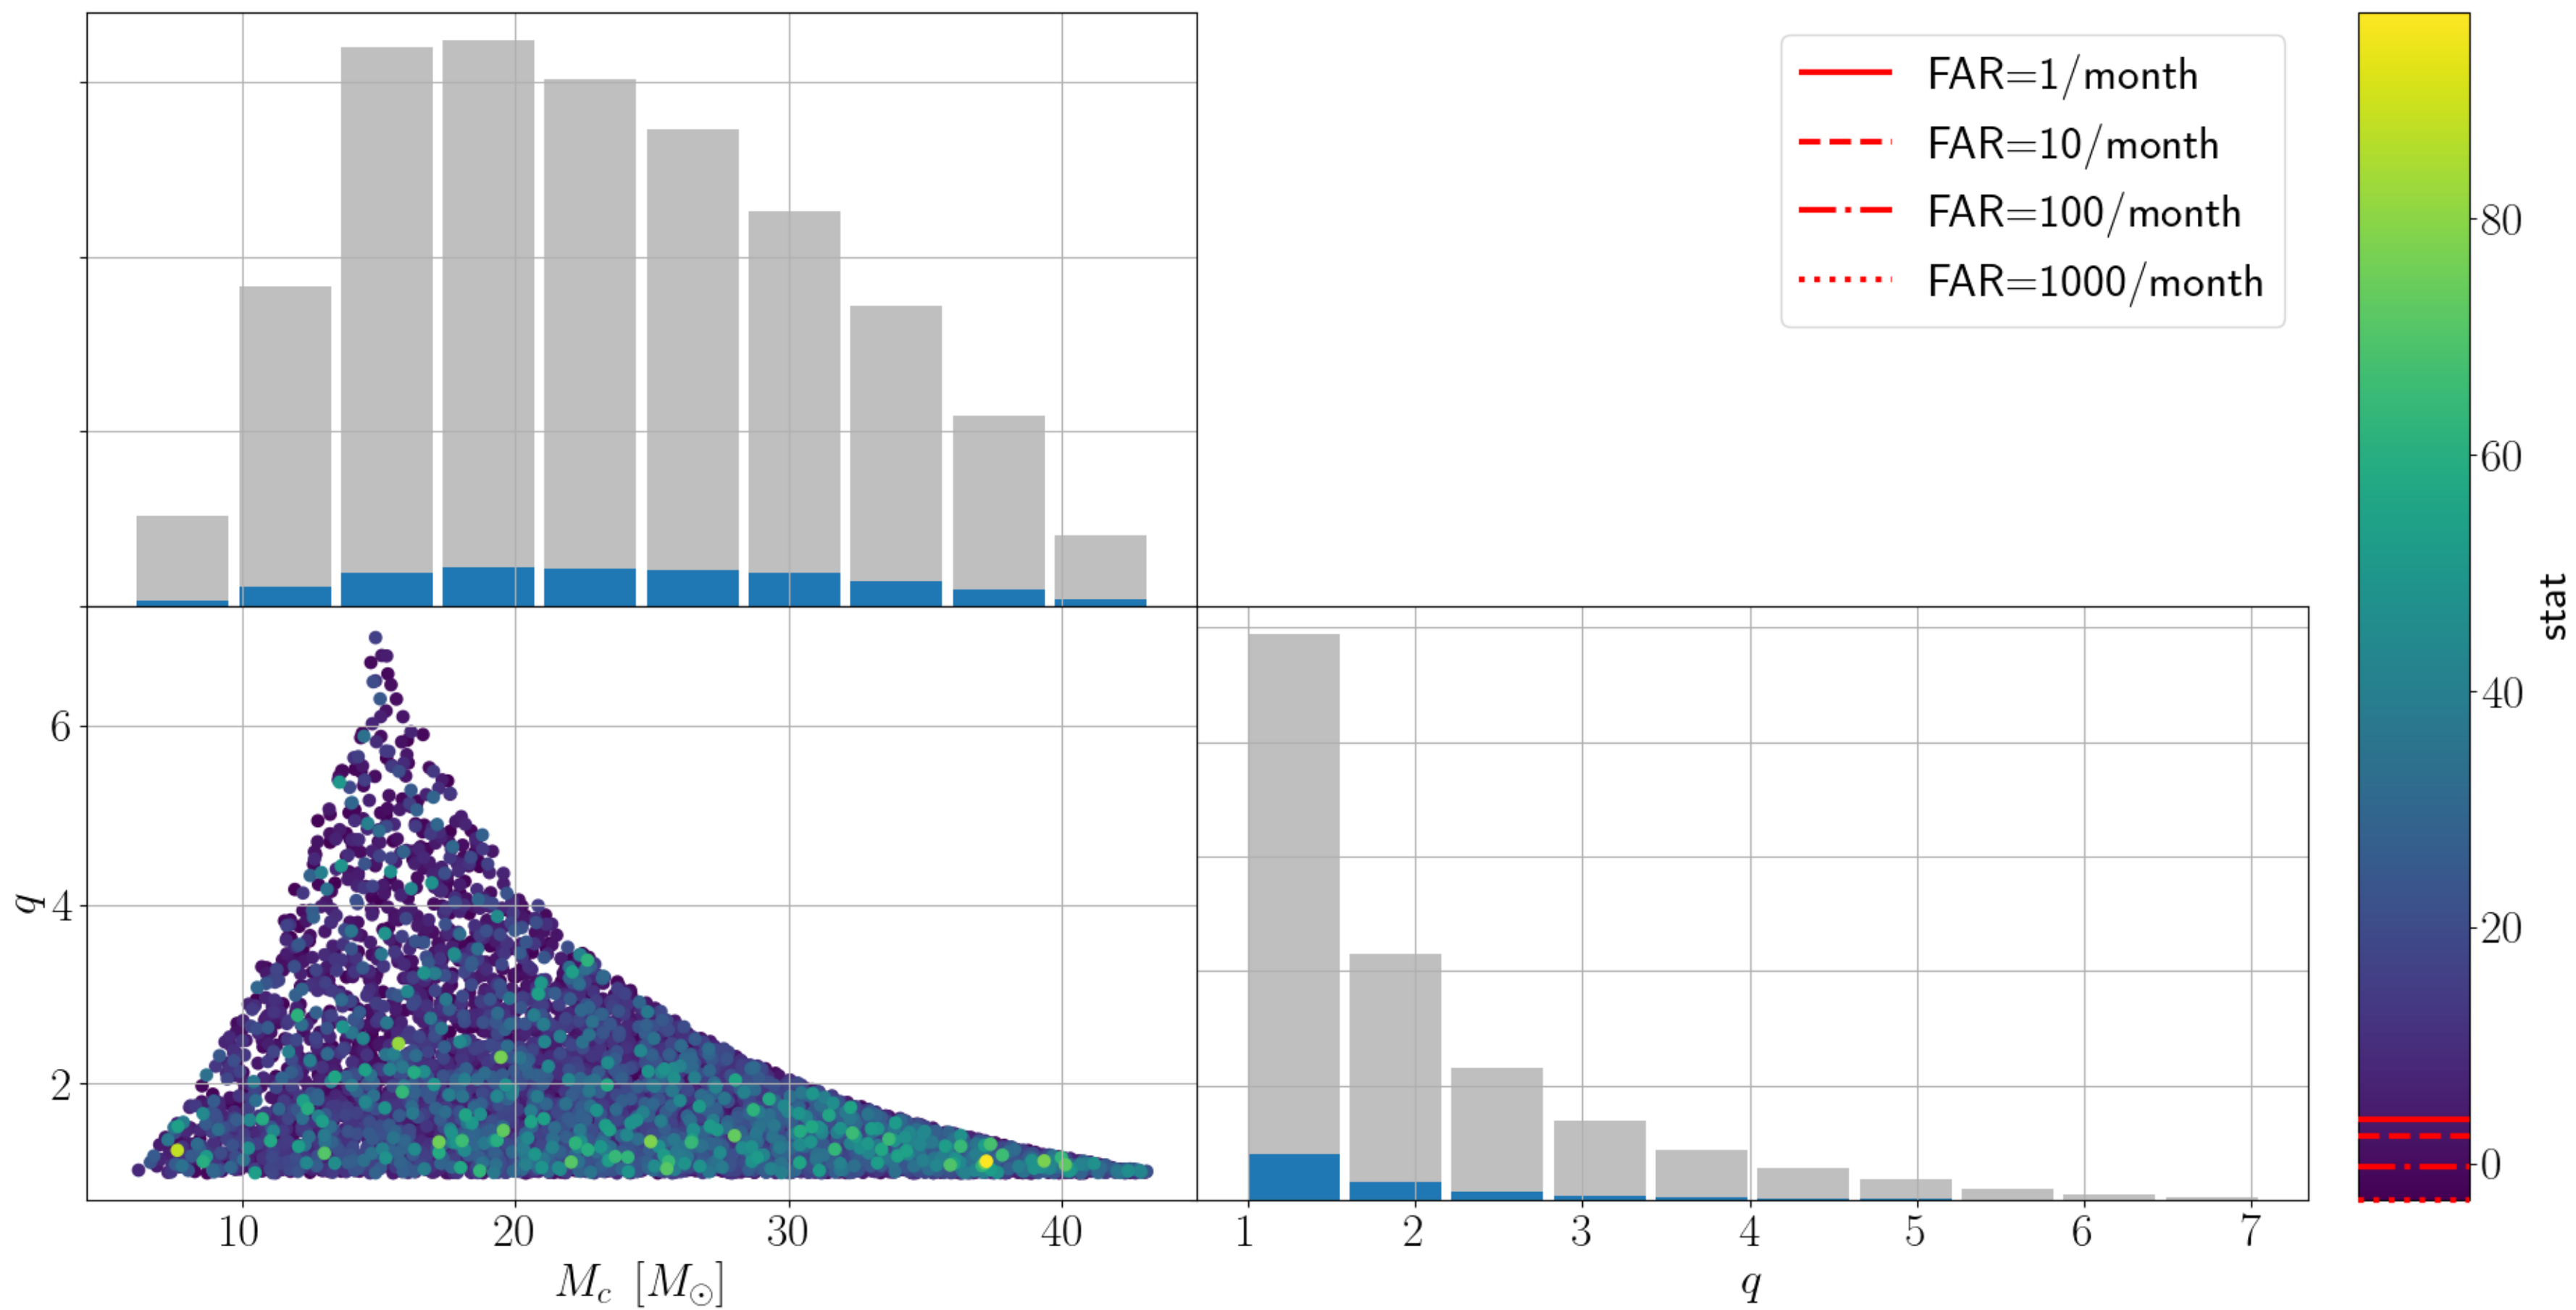 FAR=1/month
FAR=10/month
FAR=100/month
FAR=1000/month
80
60
40
20
0
stat
6
4
2
q
10 20 30 40
M_c [M_⊙]
1 2 3 4 5 6 7
q